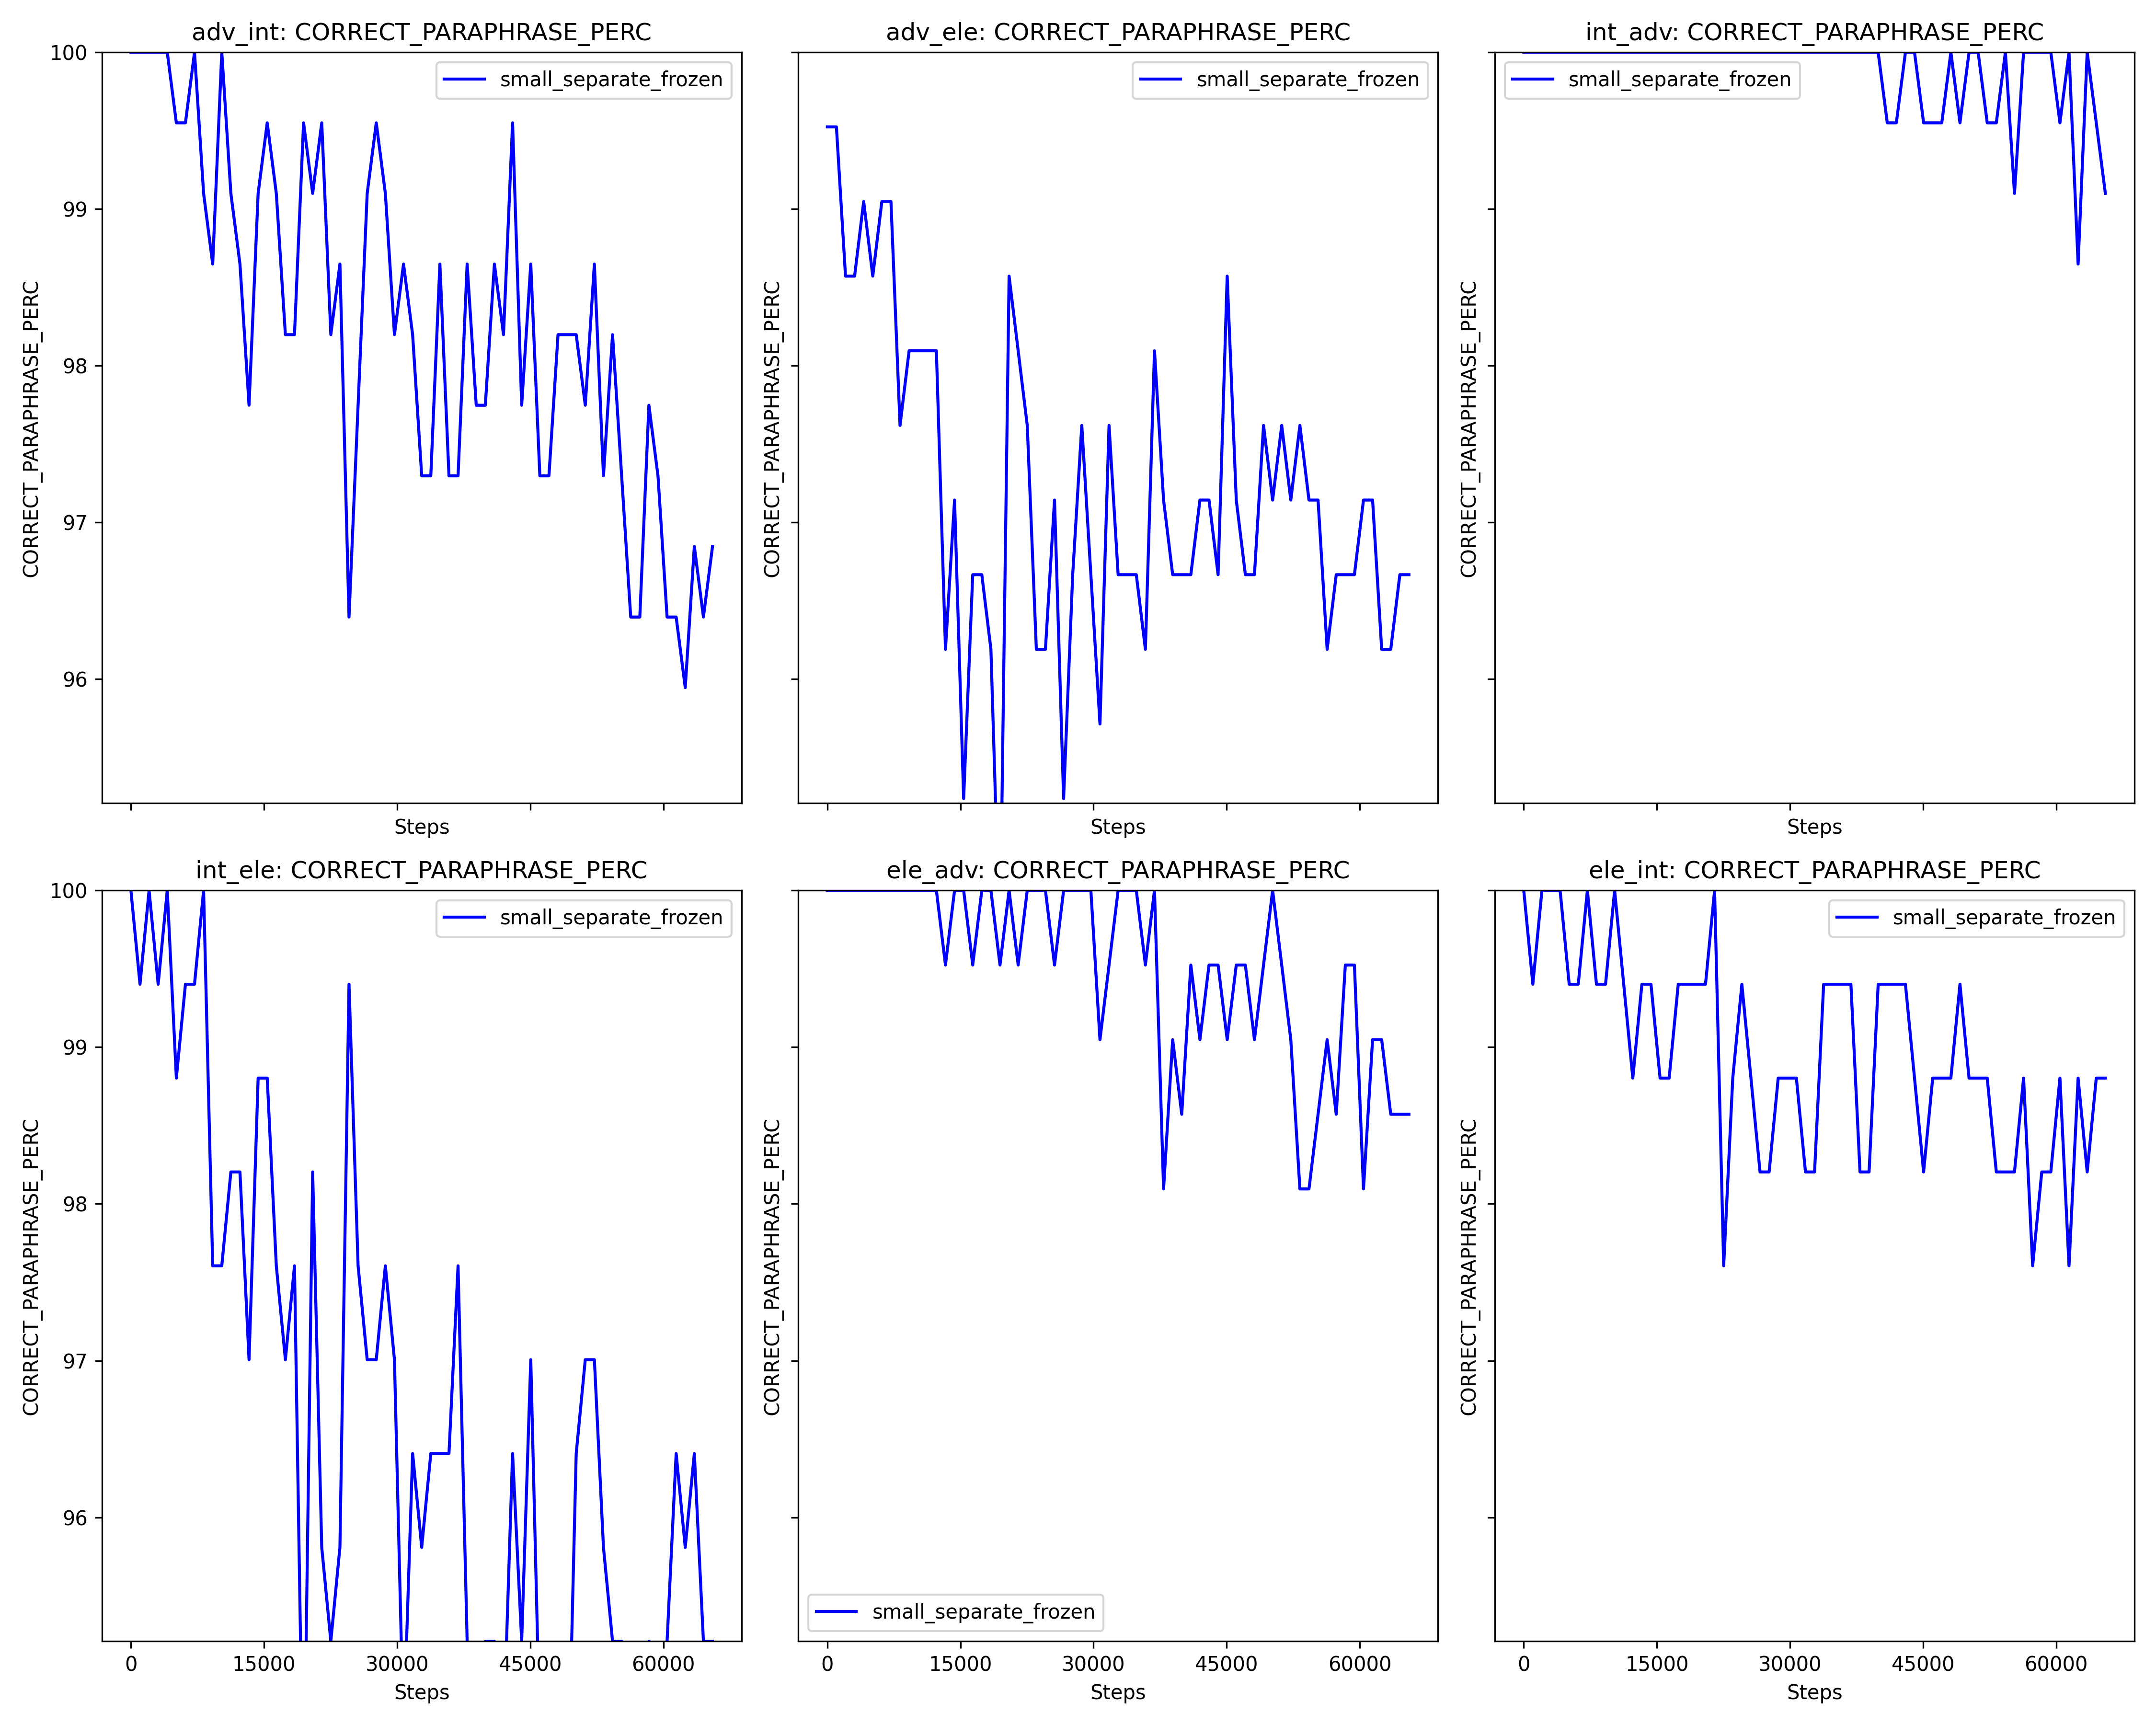 adv_int: CORRECT_PARAPHRASE_PERC
adv_ele: CORRECT_PARAPHRASE_PERC
int_adv: CORRECT_PARAPHRASE_PERC
100
99
98
97
96
CORRECT_PARAPHRASE_PERC
CORRECT_PARAPHRASE_PERC
CORRECT_PARAPHRASE_PERC
small_separate_frozen
small_separate_frozen
small_separate_frozen
Steps
Steps
Steps
int_ele: CORRECT_PARAPHRASE_PERC
ele_adv: CORRECT_PARAPHRASE_PERC
ele_int: CORRECT_PARAPHRASE_PERC
100
99
98
97
96
CORRECT_PARAPHRASE_PERC
CORRECT_PARAPHRASE_PERC
CORRECT_PARAPHRASE_PERC
small_separate_frozen
small_separate_frozen
small_separate_frozen
0 15000 30000 45000 60000
0 15000 30000 45000 60000
0 15000 30000 45000 60000
Steps
Steps
Steps